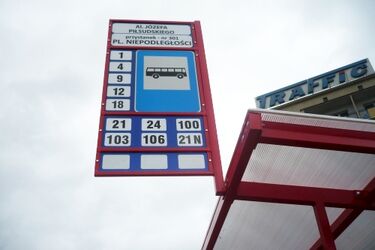 AL. JÓZEFA
PIŁSUDSKIEGO
przystanek - nr 301
PL. NIEPODLEGŁOŚCI
1
4
9
12
18
21 24 100
103 106 21N
TRAFFIC